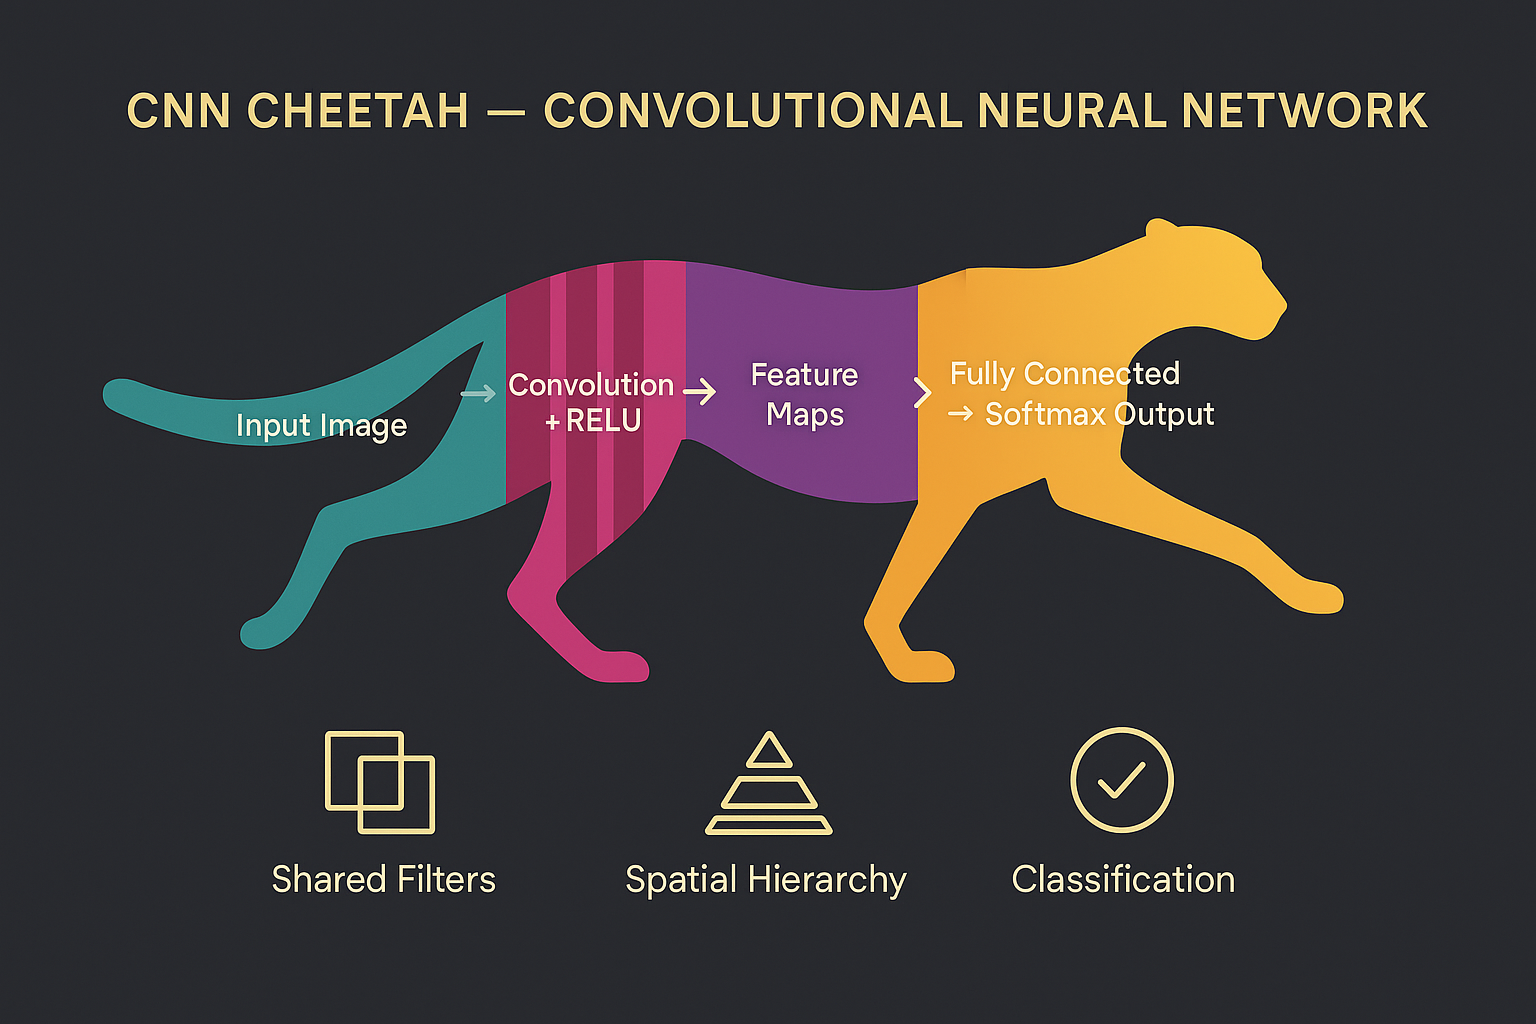 CNN CHEETAH — CONVOLUTIONAL NEURAL NETWORK
Input Image
→ Convolution →
+ RELU
Feature
Maps
Fully Connected
→ Softmax Output
Shared Filters
Spatial Hierarchy
Classification